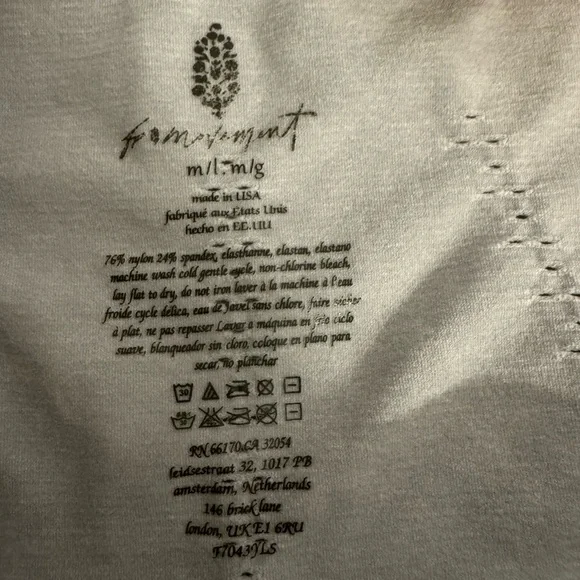 fp movement
m/l : m/g
made in USA
fabriqué aux Etats Unis
hecho en EE.UU
76% nylon 24% spandex, elasthanne, elastan, elastano
machine wash cold gentle cycle, non-chlorine bleach,
lay flat to dry, do not iron laver à la machine à l'eau
froide cycle délica, eau de javel sans chlore, faire sécher
à plat, ne pas repasser Lavar à máquina en fría ciclo
suave, blanqueador sin cloro, coloque en plano para
secar, no planchar
30
RN 66170 CA 32054
leidsestraat 32, 1017 PB
amsterdam, Netherlands
146 brick lane
london, UK E1 6RU
F7043YLS